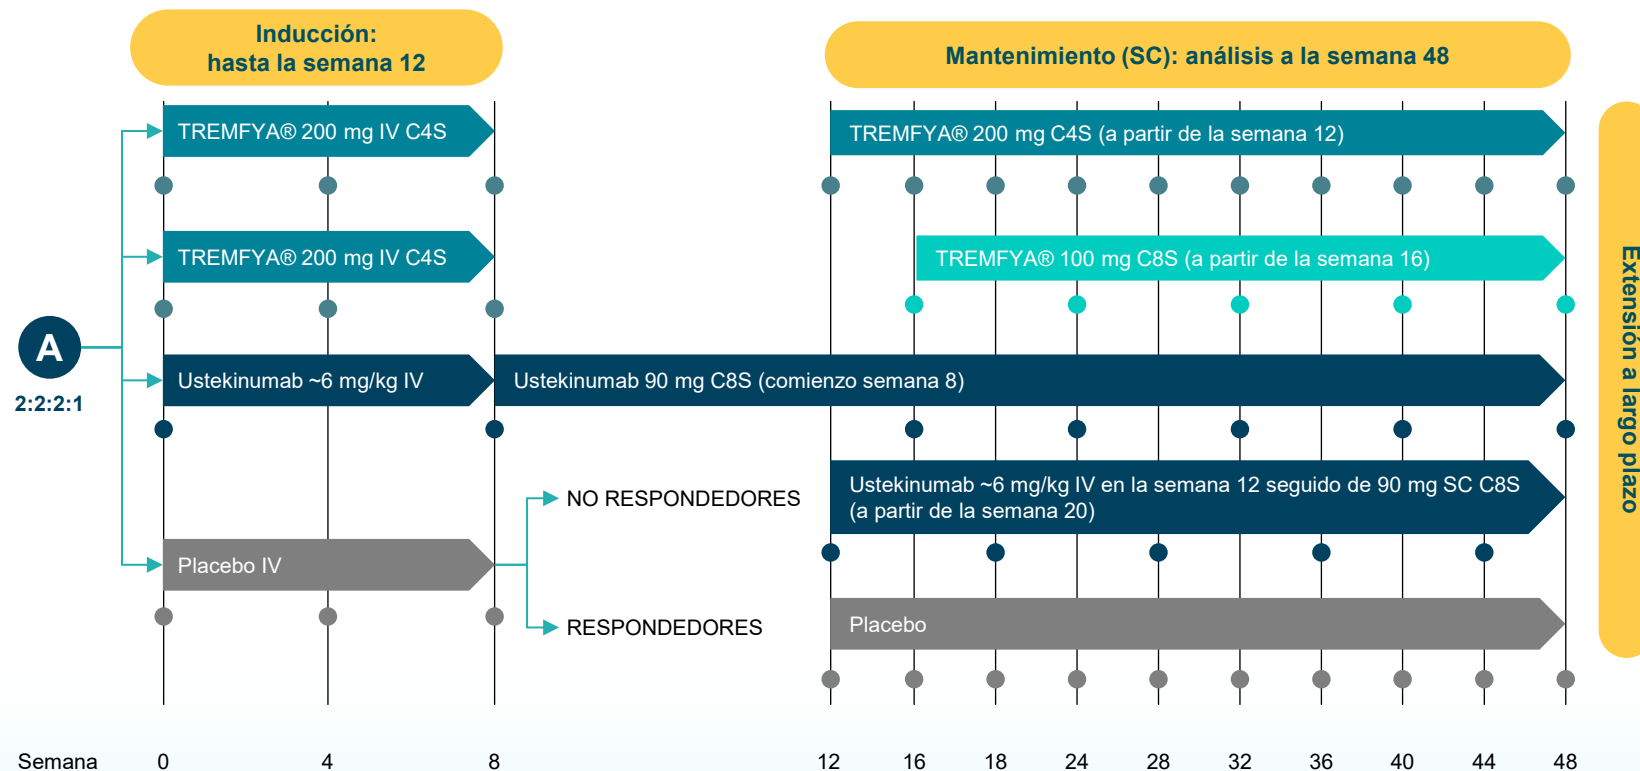 Inducción:
hasta la semana 12
Mantenimiento (SC): análisis a la semana 48
TREMFYA® 200 mg IV C4S
TREMFYA® 200 mg C4S (a partir de la semana 12)
TREMFYA® 200 mg IV C4S
TREMFYA® 100 mg C8S (a partir de la semana 16)
A
2:2:2:1
Ustekinumab ~6 mg/kg IV
Ustekinumab 90 mg C8S (comienzo semana 8)
NO RESPONDEDORES
Ustekinumab ~6 mg/kg IV en la semana 12 seguido de 90 mg SC C8S
(a partir de la semana 20)
Placebo IV
RESPONDEDORES
Placebo
Extensión a largo plazo
Semana 0 4 8 12 16 18 24 28 32 36 40 44 48